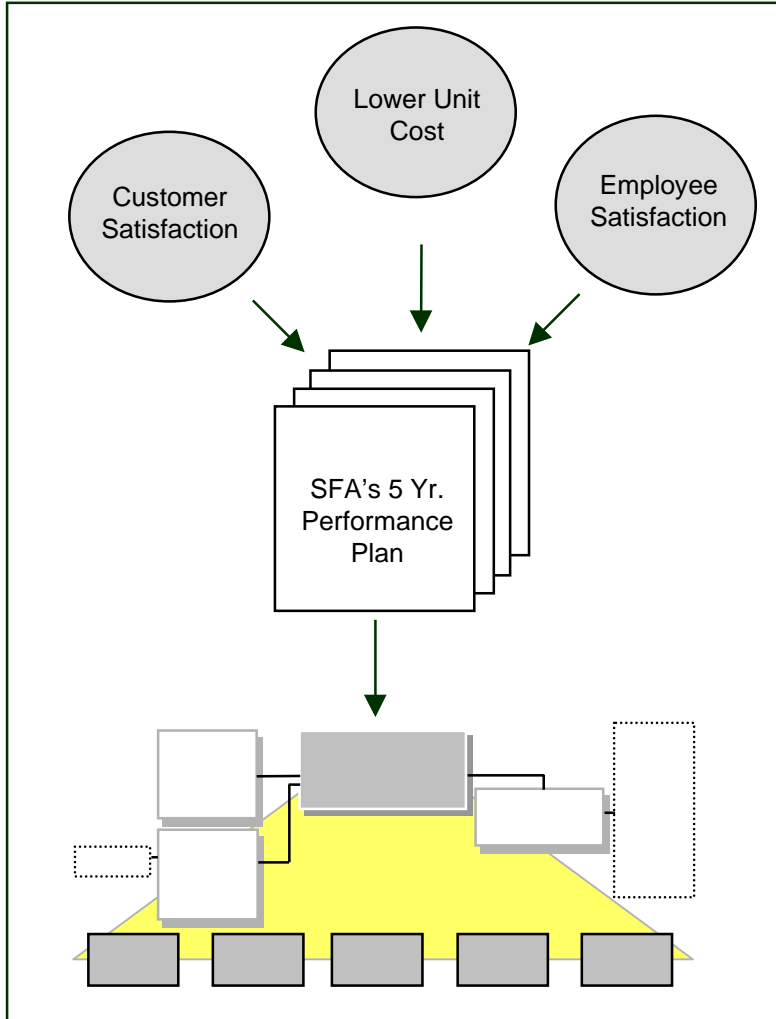 Lower Unit
Cost
Customer
Satisfaction
Employee
Satisfaction
SFA's 5 Yr.
Performance
Plan